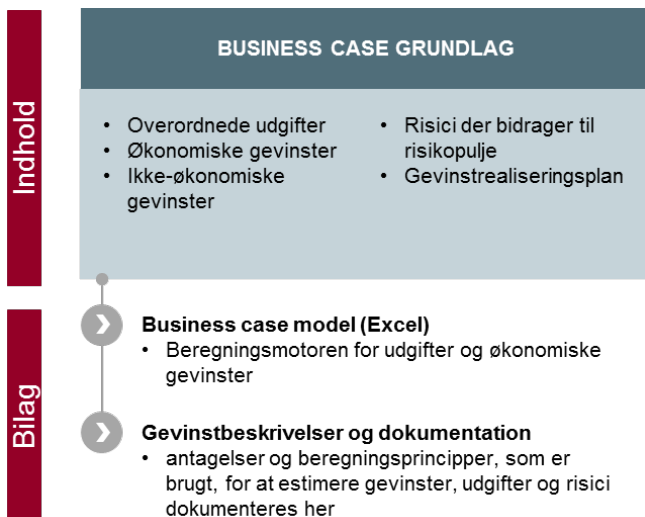 Indhold
BUSINESS CASE GRUNDLAG
• Overordnede udgifter
• Økonomiske gevinster
• Ikke-økonomiske
gevinster
• Risici der bidrager til
risikopulje
• Gevinstrealiseringsplan
Bilag
Business case model (Excel)
• Beregningsmotoren for udgifter og økonomiske
gevinster
Gevinstbeskrivelser og dokumentation
• antagelser og beregningsprincipper, som er
brugt, for at estimere gevinster, udgifter og risici
dokumenteres her